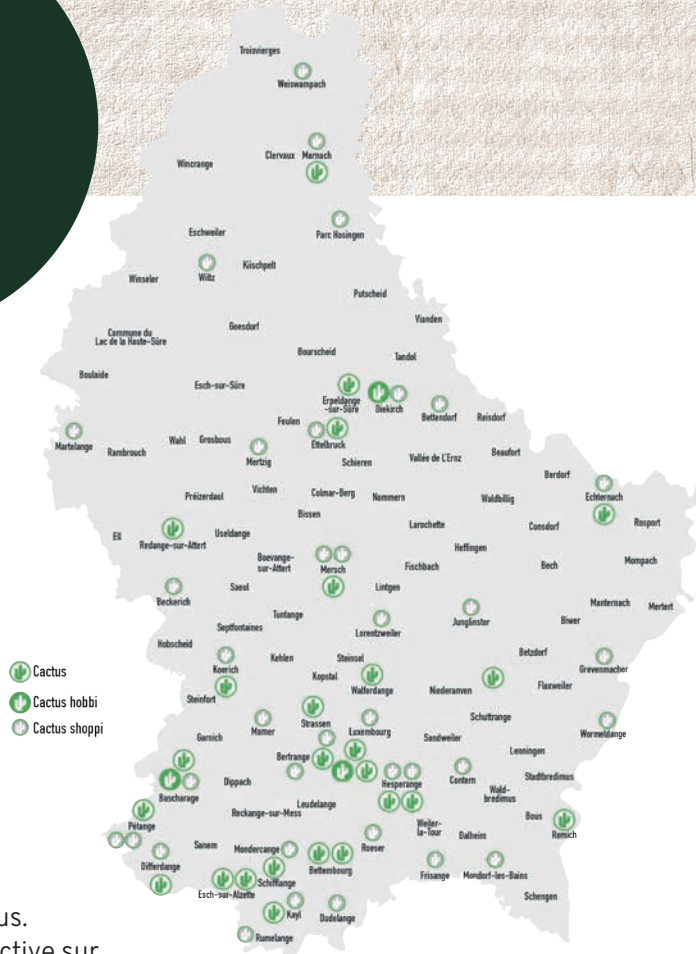 Troisvierges
Weiswampach
Clervaux Marnach
Wincrange
Eschweiler
Parc Hosingen
Wiltz
Kiischpelt
Winseler
Putscheid
Vianden
Goesdorf
Commune du
Lac de la Haute-Sûre
Bourscheid
Tandel
Boulaide
Esch-sur-Sûre
Erpeldange
-sur-Sûre
Diekirch
Bettendorf
Reisdorf
Feulen
Ettelbruck
Martelange
Rambrouch
Wahl
Grosbous
Mertzig
Schieren
Vallée de L'Ernz
Beaufort
Berdorf
Echternach
Préizerdaul
Vichten
Colmar-Berg
Nommern
Waldbillig
Bissen
Larochette
Consdorf
Rosport
Ell
Redange-sur-Attert
Useldange
Heffingen
Boevange-
sur-Attert
Mersch
Fischbach
Bech
Mompach
Beckerich
Saeul
Lintgen
Manternach
Mertert
Tuntange
Junglinster
Biwer
Septfontaines
Lorentzweiler
Hobscheid
Betzdorf
Koerich
Kehlen
Steinsel
Grevenmacher
Kopstal
Walferdange
Niederanven
Flaxweiler
Steinfort
Cactus
Cactus hobbi
Cactus shoppi
Mamer
Strassen
Luxembourg
Schuttrange
Wormeldange
Garnich
Sandweiler
Lenningen
Bertrange
Dippach
Hesperange
Contern
Stadtbredimus
Wald-
bredimus
Bascharage
Leudelange
Reckange-sur-Mess
Pétange
Weiler-
la-Tour
Dalheim
Bous
Remich
Sanem
Mondercange
Roeser
Differdange
Schifflange
Bettembourg
Frisange
Mondorf-les-Bains
Esch-sur-Alzette
Schengen
Kayl
Dudelange
Rumelange
us.
ctive sur